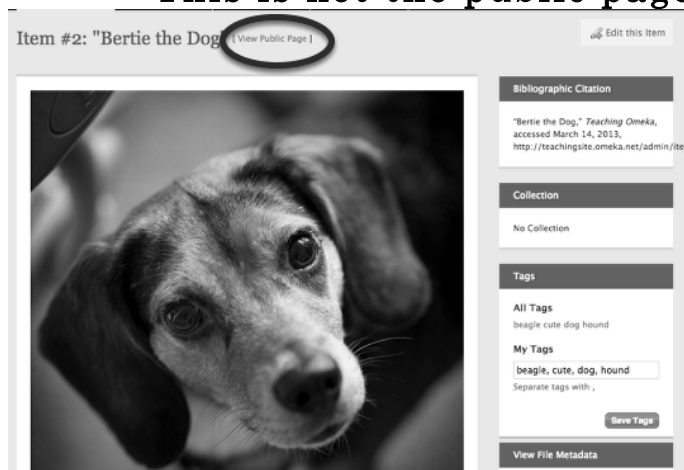 This is not the public page
Item #2: "Bertie the Dog" [ View Public Page ]
Edit this Item
Bibliographic Citation
"Bertie the Dog," Teaching Omeka,
accessed March 14, 2013,
http://teachingsite.omeka.net/admin/ite
Collection
No Collection
Tags
All Tags
beagle cute dog hound
My Tags
beagle, cute, dog, hound
Separate tags with ,
Save Tags
View File Metadata